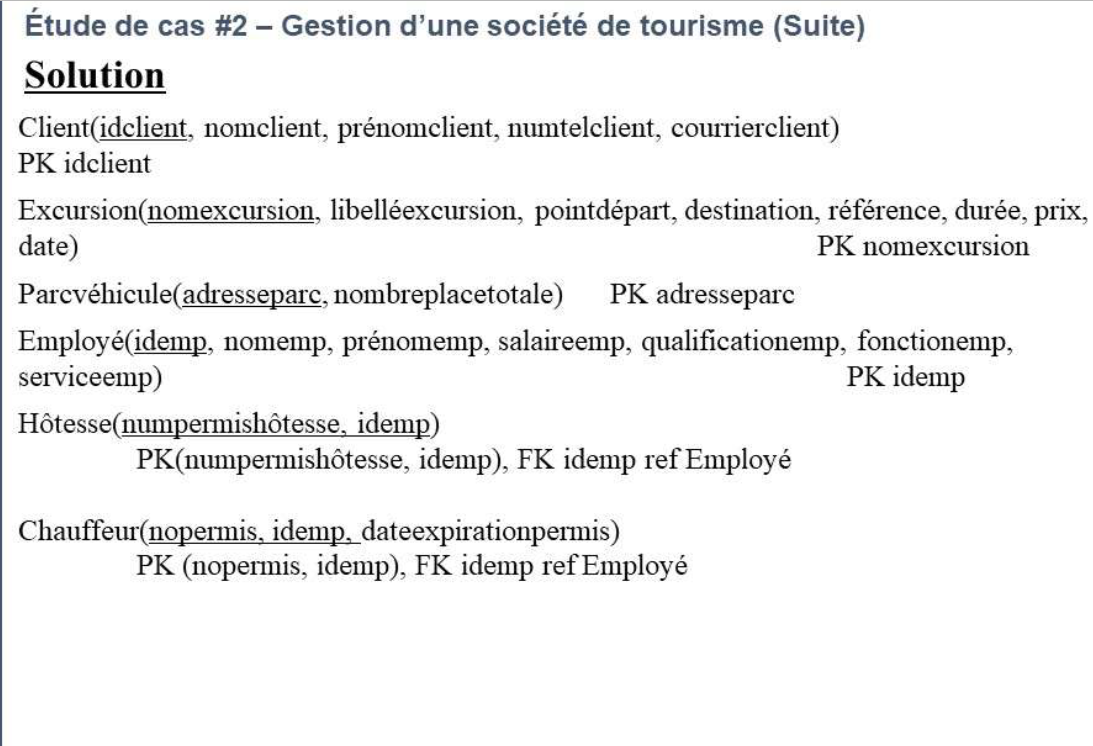 Étude de cas #2 – Gestion d’une société de tourisme (Suite)
Solution
Client(idclient, nomclient, prénomclient, numtelclient, courrierclient)
PK idclient
Excursion(nomexcursion, libelléexcursion, pointdépart, destination, référence, durée, prix,
date) PK nomexcursion
Parcvéhicule(adresseparc, nombreplacetotale) PK adresseparc
Employé(idemp, nomemp, prénomemp, salaireemp, qualificationemp, fonctionemp,
serviceemp) PK idemp
Hôtesse(numpermishôtesse, idemp)
PK(numpermishôtesse, idemp), FK idemp ref Employé
Chauffeur(nopermis, idemp, dateexpirationpermis)
PK (nopermis, idemp), FK idemp ref Employé